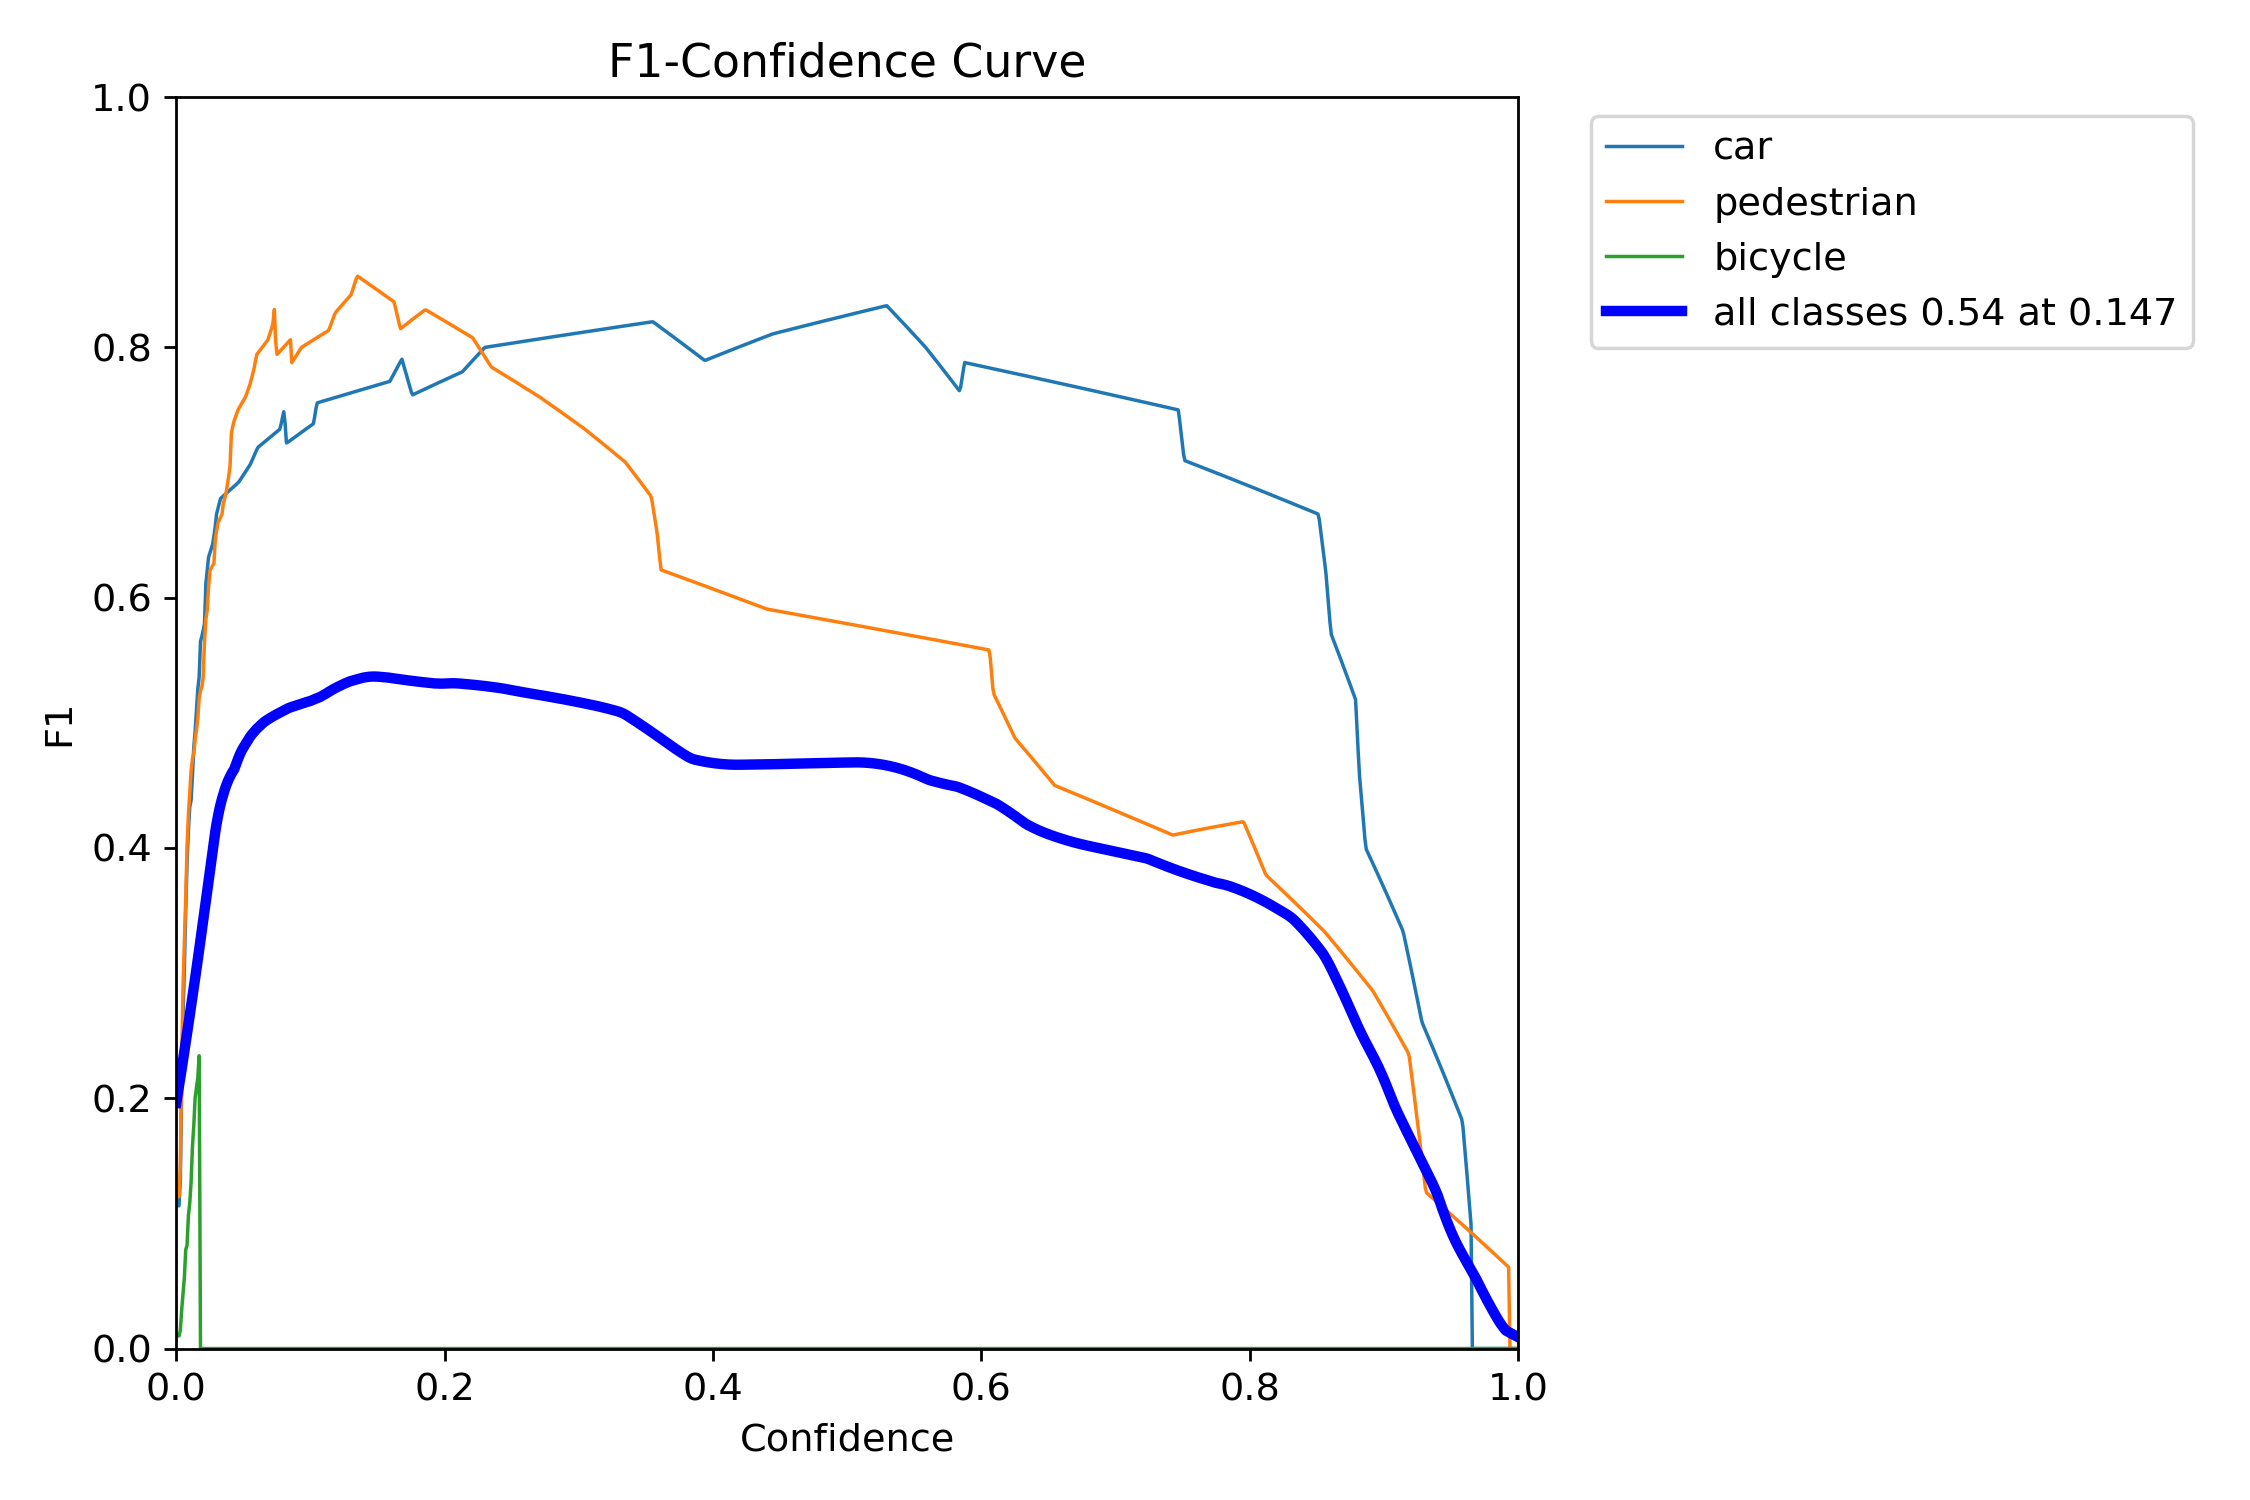 F1-Confidence Curve
1.0
0.8
0.6
0.4
0.2
0.0
F1
0.0 0.2 0.4 0.6 0.8 1.0
Confidence
car
pedestrian
bicycle
all classes 0.54 at 0.147